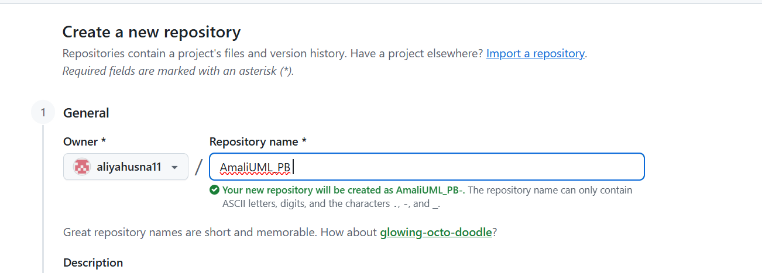 Create a new repository
Repositories contain a project's files and version history. Have a project elsewhere? Import a repository.
Required fields are marked with an asterisk (*).
1 General
Owner * Repository name *
aliyahusna11 / AmaliUML_PB
Your new repository will be created as AmaliUML_PB-. The repository name can only contain
ASCII letters, digits, and the characters ., -, and _.
Great repository names are short and memorable. How about glowing-octo-doodle?
Description